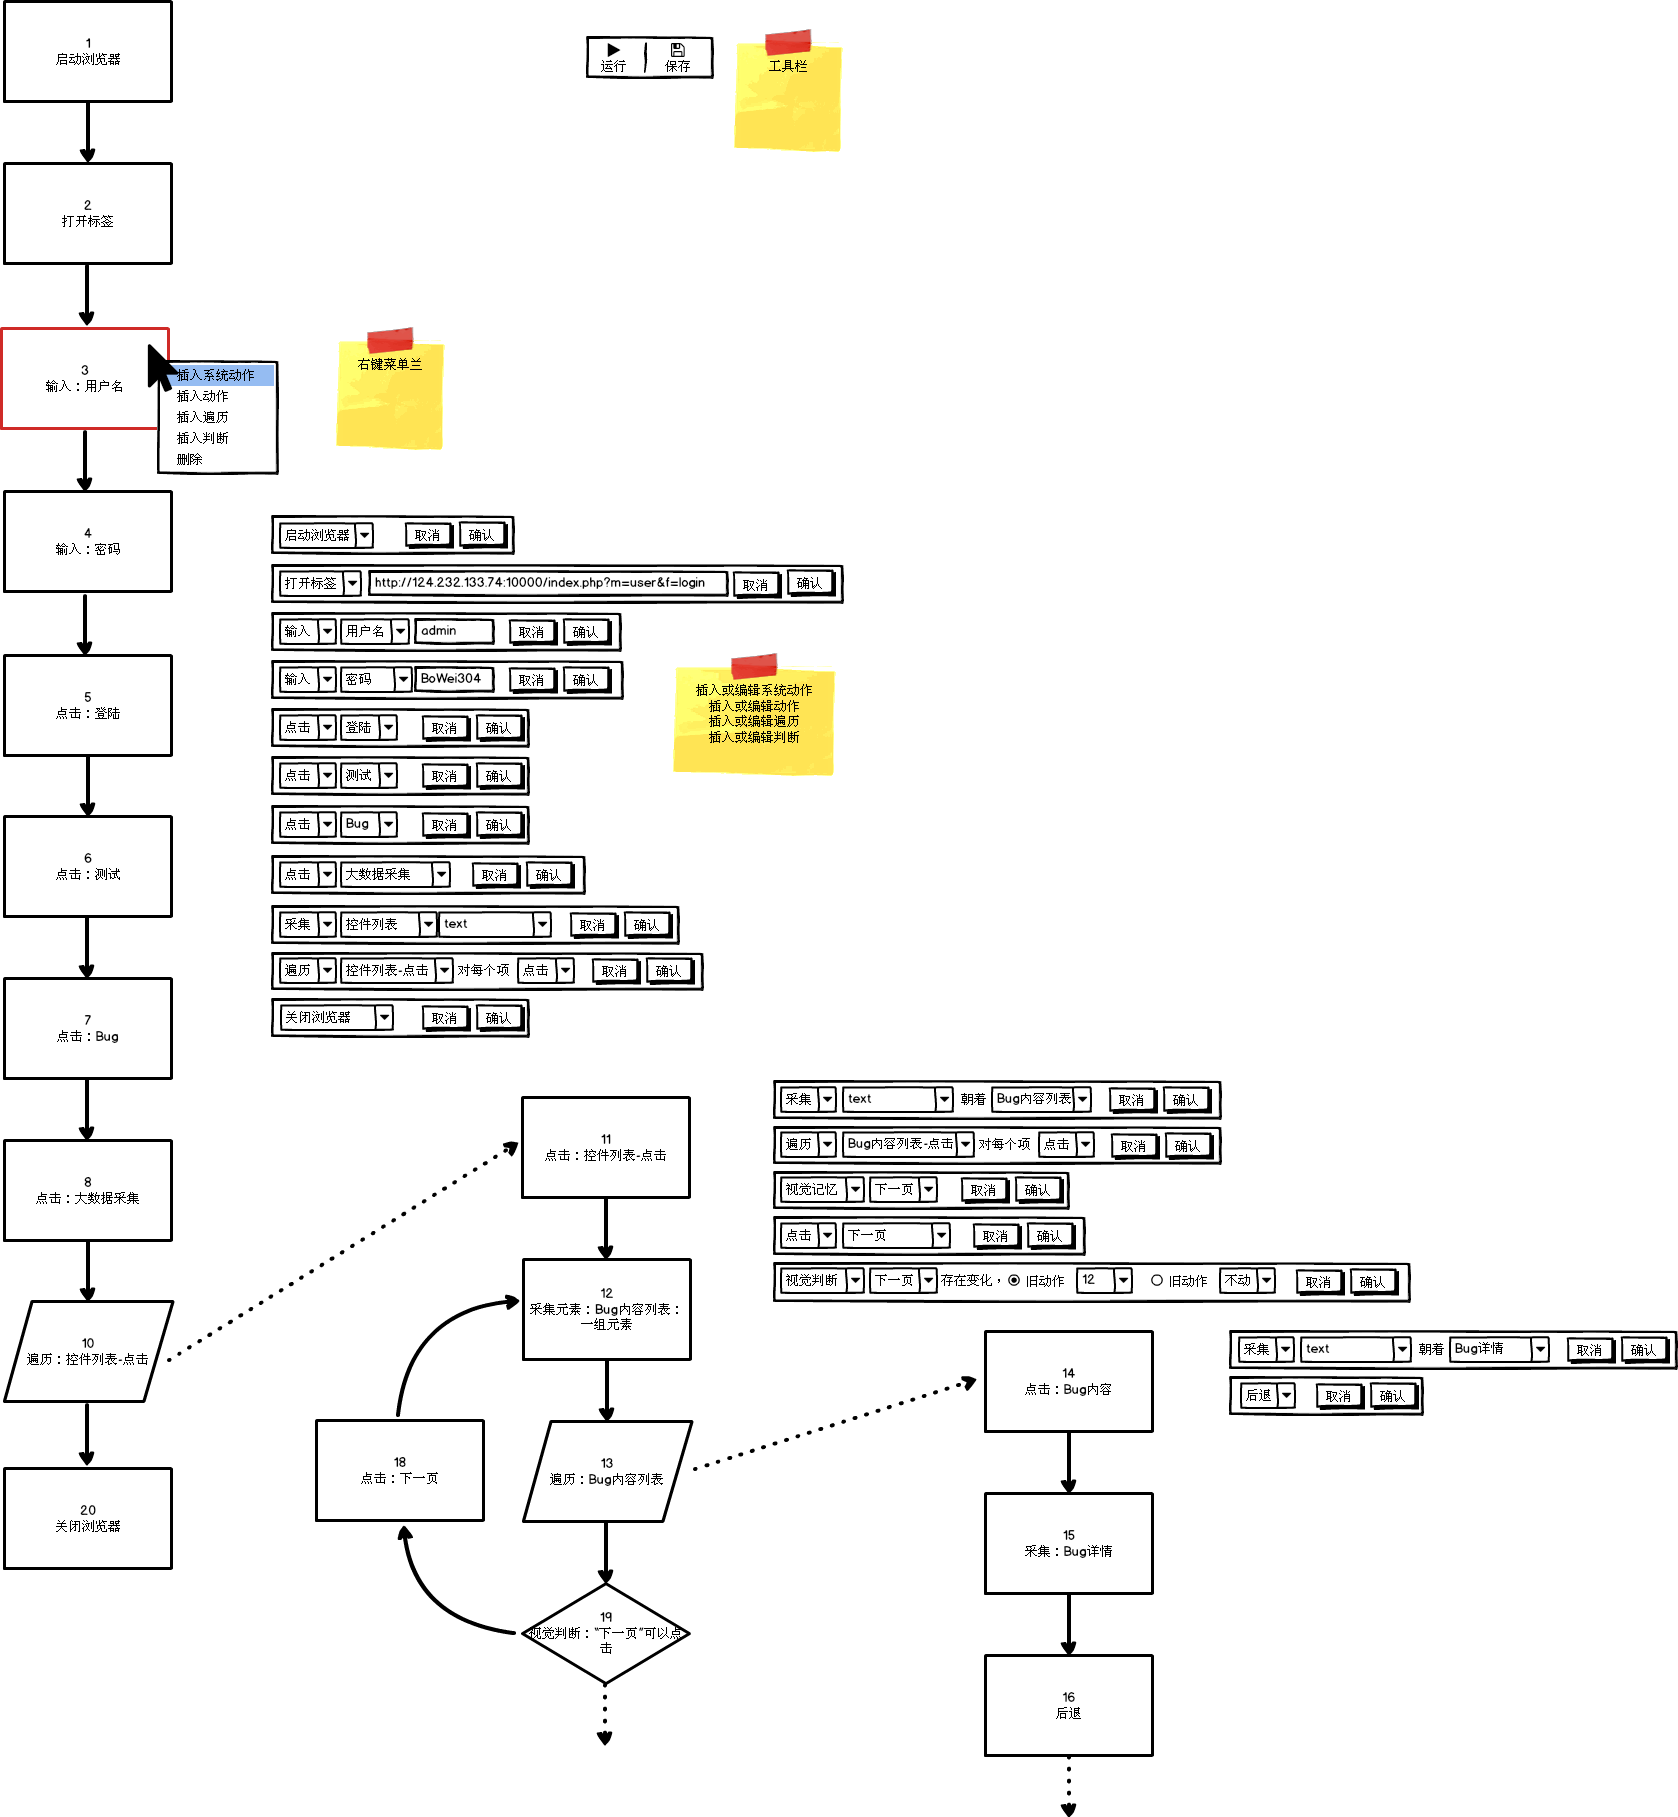 1
启动浏览器
运行
保存
工具栏
2
打开标签
3
输入：用户名
插入系统动作
插入动作
插入遍历
插入判断
删除
右键菜单兰
4
输入：密码
5
点击：登陆
6
点击：测试
7
点击：Bug
8
点击：大数据采集
10
遍历：控件列表-点击
20
关闭浏览器
启动浏览器 取消 确认
打开标签 http://124.232.133.74:10000/index.php?m=user&f=login 取消 确认
输入 用户名 admin 取消 确认
输入 密码 BoWei304 取消 确认
点击 登陆 取消 确认
点击 测试 取消 确认
点击 Bug 取消 确认
点击 大数据采集 取消 确认
采集 控件列表 text 取消 确认
遍历 控件列表-点击 对每个项 点击 取消 确认
关闭浏览器 取消 确认
插入或编辑系统动作
插入或编辑动作
插入或编辑遍历
插入或编辑判断
11
点击：控件列表-点击
12
采集元素：Bug内容列表：
一组元素
13
遍历：Bug内容列表
18
点击：下一页
19
视觉判断：“下一页”可以点
击
采集 text 朝着 Bug内容列表 取消 确认
遍历 Bug内容列表-点击 对每个项 点击 取消 确认
视觉记忆 下一页 取消 确认
点击 下一页 取消 确认
视觉判断 下一页 存在变化， 旧动作 12 旧动作 不动 取消 确认
14
点击：Bug内容
15
采集：Bug详情
16
后退
采集 text 朝着 Bug详情 取消 确认
后退 取消 确认